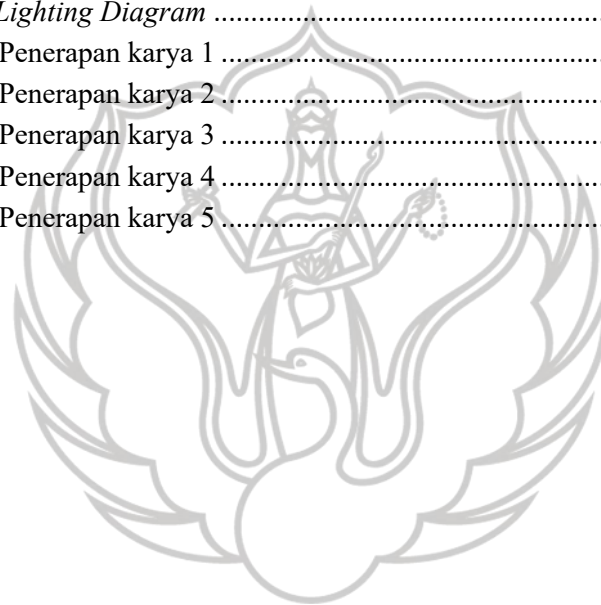 Lighting Diagram ....................................................
Penerapan karya 1 ...................................................
Penerapan karya 2 ...................................................
Penerapan karya 3 ...................................................
Penerapan karya 4 ...................................................
Penerapan karya 5 ...................................................